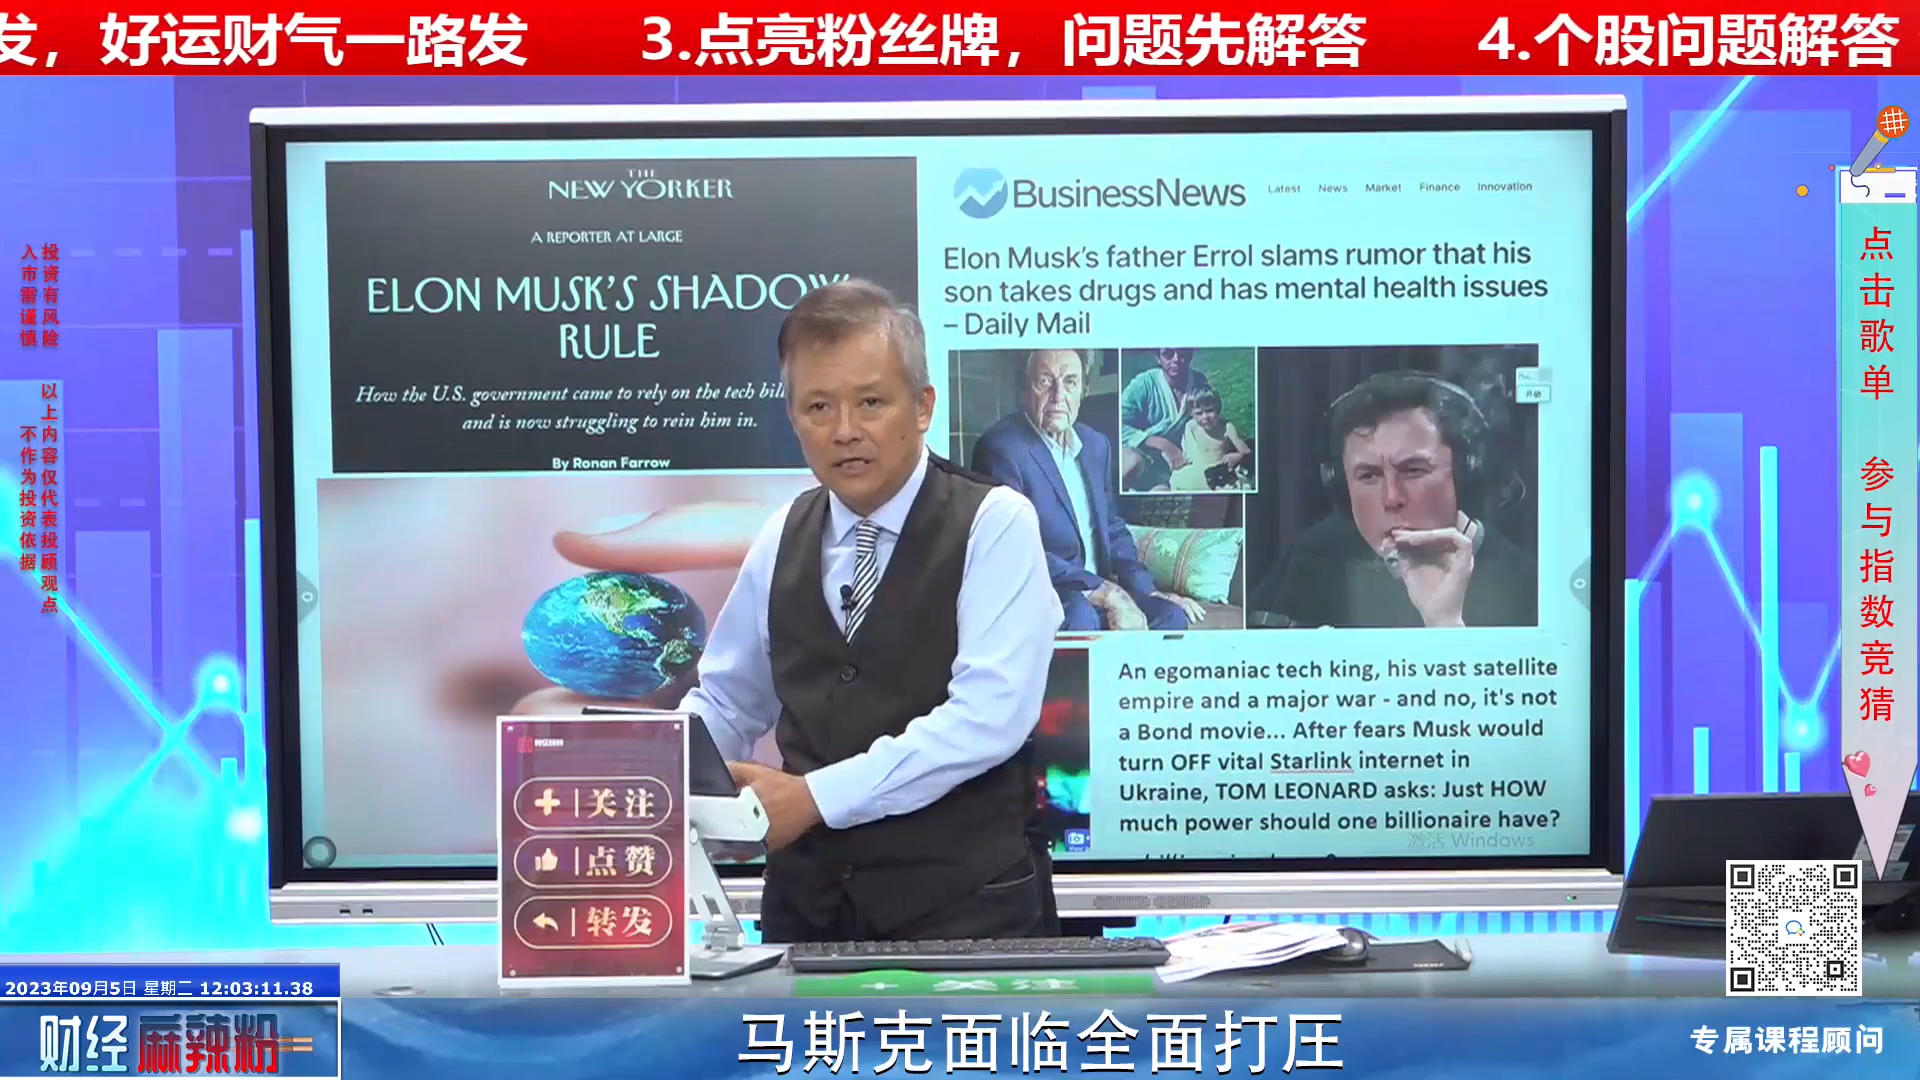 发，好运财气一路发 3.点亮粉丝牌，问题先解答 4.个股问题解答
投资有风险
入市需谨慎
以上内容仅代表投顾观点
不作为投资依据
THE
NEW YORKER
A REPORTER AT LARGE
ELON MUSK'S SHADOW
RULE
How the U.S. government came to rely on the tech bill
and is now struggling to rein him in.
By Ronan Farrow
BusinessNews
Latest News Market Finance Innovation
Elon Musk's father Errol slams rumor that his
son takes drugs and has mental health issues
– Daily Mail
开始
An egomaniac tech king, his vast satellite
empire and a major war - and no, it's not
a Bond movie... After fears Musk would
turn OFF vital Starlink internet in
Ukraine, TOM LEONARD asks: Just HOW
much power should one billionaire have?
激活 Windows
关注
点赞
转发
+ 关注
点击歌单 参与指数竞猜
2023年09月5日 星期二 12:03:11.38
财经麻辣粉
马斯克面临全面打压
专属课程顾问